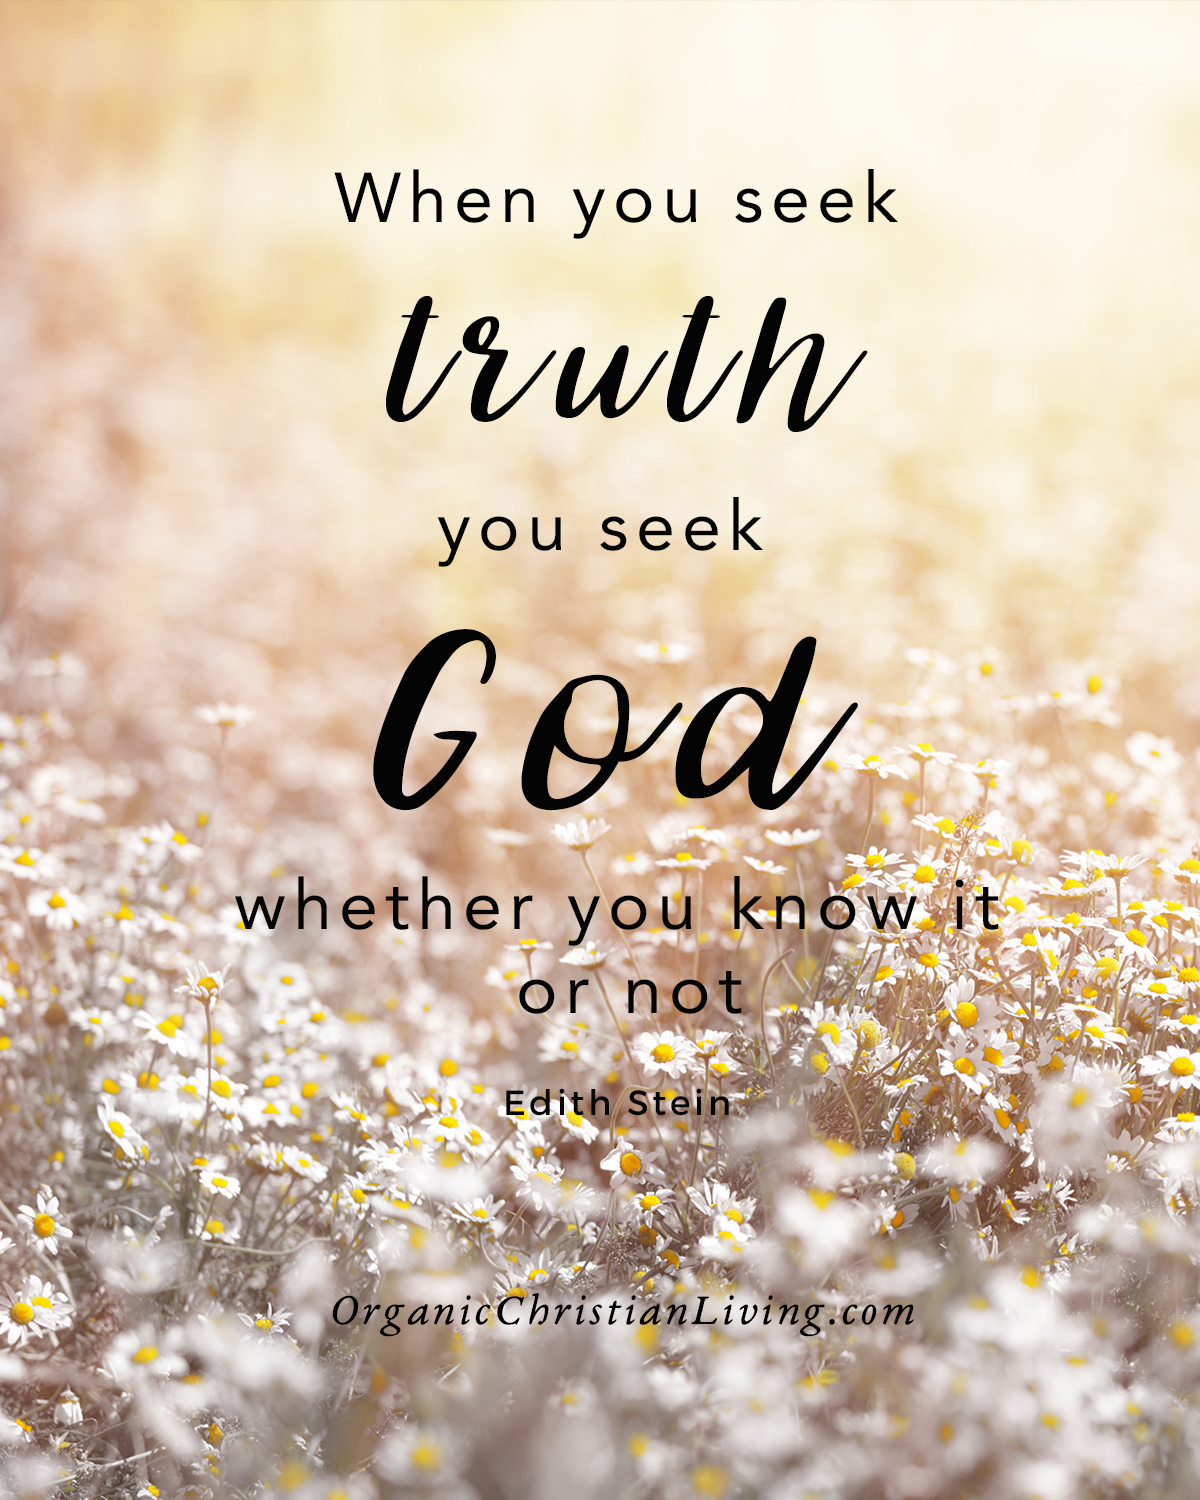 When you seek
truth
you seek
God
whether you know it
or not
Edith Stein
OrganicChristianLiving.com